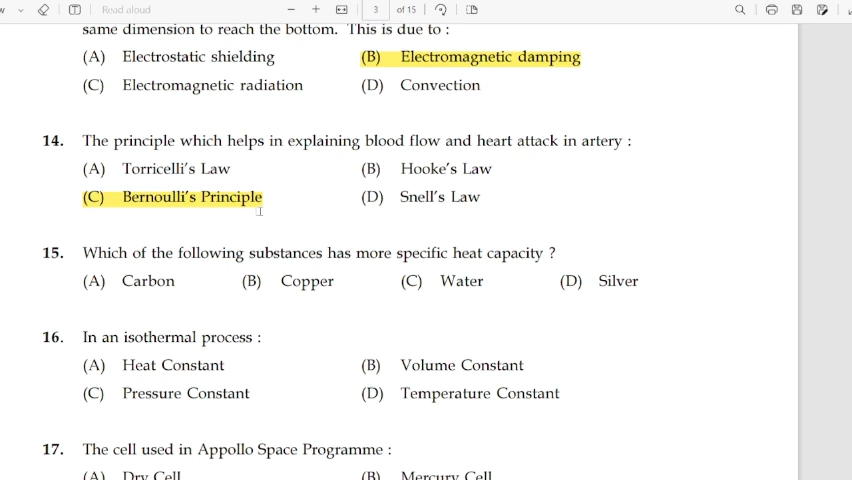 Read aloud
3 of 15
same dimension to reach the bottom. This is due to :
(A) Electrostatic shielding (B) Electromagnetic damping
(C) Electromagnetic radiation (D) Convection
14. The principle which helps in explaining blood flow and heart attack in artery :
(A) Torricelli's Law (B) Hooke's Law
(C) Bernoulli's Principle (D) Snell's Law
15. Which of the following substances has more specific heat capacity ?
(A) Carbon (B) Copper (C) Water (D) Silver
16. In an isothermal process :
(A) Heat Constant (B) Volume Constant
(C) Pressure Constant (D) Temperature Constant
17. The cell used in Appollo Space Programme :
(A) Dry Cell (B) Mercury Cell